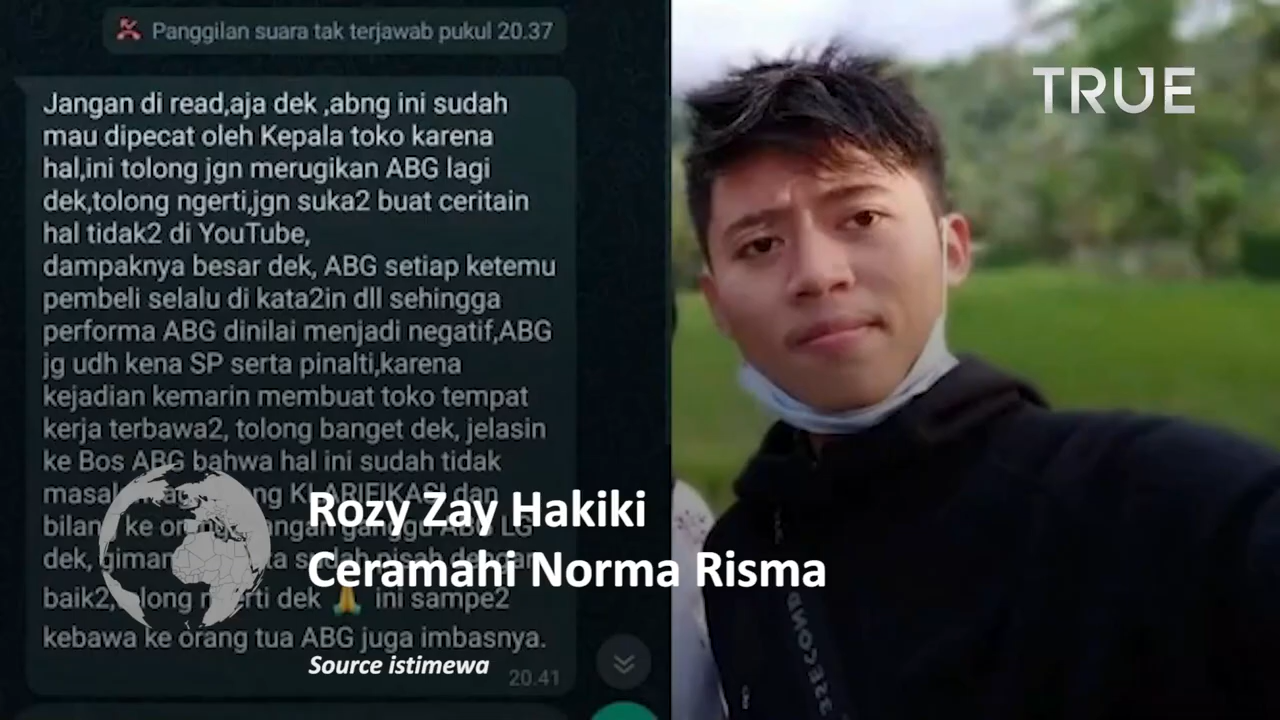 Panggilan suara tak terjawab pukul 20.37
Jangan di read,aja dek ,abng ini sudah
mau dipecat oleh Kepala toko karena
hal,ini tolong jgn merugikan ABG lagi
dek,tolong ngerti,jgn suka2 buat ceritain
hal tidak2 di YouTube,
dampaknya besar dek, ABG setiap ketemu
pembeli selalu di kata2in dll sehingga
performa ABG dinilai menjadi negatif,ABG
jg udh kena SP serta pinalti,karena
kejadian kemarin membuat toko tempat
kerja terbawa2, tolong banget dek, jelasin
ke Bos ABG bahwa hal ini sudah tidak
KLARIFIKASI dan
ke ABG LG
dek, sudah pisah dengan
baik2, dek 🙏 ini sampe2
kebawa ke orang tua ABG juga imbasnya.
20.41
TRUE
Rozy Zay Hakiki
Ceramahi Norma Risma
Source istimewa
3SECOND